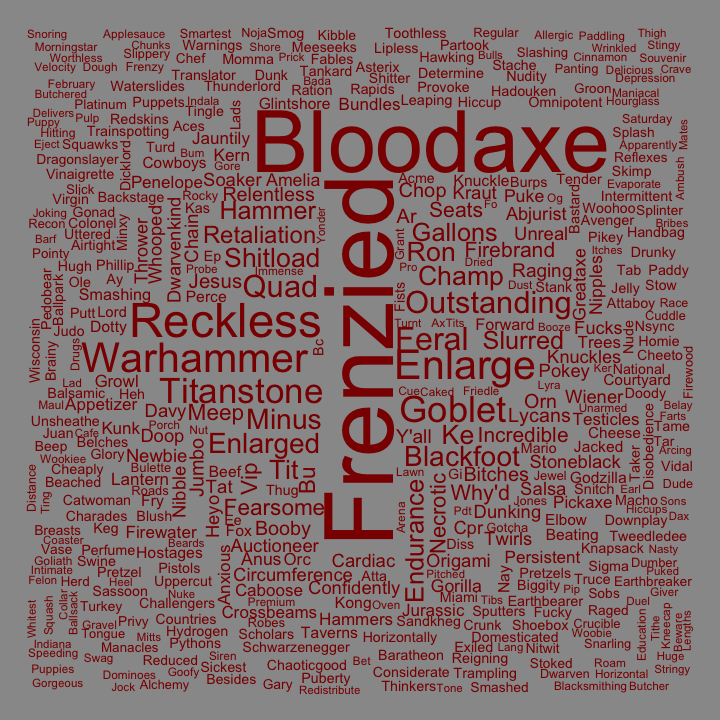 Snoring Applesauce Smartest NojaSmog Kibble Toothless Regular Allergic Paddling Thigh
Morningstar Chunks Warnings Shore Meeseeks Lipless Partook Slashing Wrinkled Stingy
Worthless Slippery Chef Momma Prick Fables Asterix Hawking Bulls Stache Cinnamon Souvenir
Velocity Dough Frenzy Translator Dunk Tankard Shitter Determine Nudity Panting Delicious Crave
February Waterslides Thunderlord Bada Ration Rapids Provoke Hadouken Groon Depression
Butchered Platinum Puppets Indala Glintshore Bundles Leaping Hiccup Omnipotent Maniacal Hourglass
Delivers Pulp Redskins Tingle Lads Saturday Mates
Puppy Trainspotting Aces Bloodaxe Splash
Hitting Jauntily Apparently
Eject Squawks Dicklord Turd Kern Reflexes
Dragonslayer Bum Cowboys Gore Skimp Ambush
Vinaigrette Penelope Soaker Amelia Acme Knuckle Burps Tender Evaporate
Slick Rocky Relentless Frenzied Chop Kraut Puke Og Bastard Intermittent
Virgin Backstage Kas Hammer Fo Seats Abjurist Woohoo Splinter
Joking Gonad Minxy Whooped Chain Yonder Ar Avenger Bribes
Recon Colonel Thrower Dwarvenkind Retaliation Grant Gallons Unreal Pikey Handbag
Barf Uttered Ep Shitload Ron Firebrand Itches Drunky
Airtight Probe Immense Pro Dried Raging Greataxe Nipples
Pointy Hugh Phillip Jesus Quad Champ Stank Tab Paddy
Pedobear Ole Ay Perce Fists Dust Jelly Stow
Ballpark Smashing Outstanding Attaboy Race
Putt Lord Reckless Turnt AxTits Forward Booze Fucks Nsync Cuddle
Wisconsin Judo Dotty Bc Feral Slurred Trees Nude Homie
Brainy Drugs Warhammer Enlarge Knuckles Cheeto Firewood
Lad Growl Pokey Ker National
Balsamic Heh Titanstone Cue Caked Friedle Lyra Courtyard
Maul Appetizer Davy Meep Minus Goblet Orn Wiener Doody
Unsheathe Porch Lycans Unarmed Belay
Juan Cafe Kunk Doop Nut Enlarged Y'all Ke Incredible Testicles Farts
Beep Belches Mario Cheese Tame
Wookiee Glory Newbie Jumbo Blackfoot Jacked Disobedience Tar
Cheaply Bulette Beef Vip Tit Bu Stoneblack Taker Arcing
Distance Beached Lantern Nibble Lawn Gi Bitches Jewel Godzilla Vidal
Ting Roads Tat Thug Why'd Salsa Snitch Earl Dude
Catwoman Fry Heyo Fearsome Endurance Necrotic Jones Pickaxe Macho Sons
Charades Blush Ee Arena Pdt Dunking Hiccups
Breasts Keg Firewater Fox Booby Cpr Gotcha Elbow Downplay Dax
Coaster Beards Auctioneer Diss Twirls Beating Tweedledee
Vase Perfume Hostages Anxious Anus Orc Cardiac Origami Persistent Knapsack Nasty
Goliath Swine Circumference Atta Pitched Nay Sigma Dumber
Intimate Pretzel Pistols Caboose Confidently Gorilla Pretzels Truce Puked
Felon Herd Heel Uppercut Biggity Pip Earthbreaker
Whitest Squash Collar Ballsack Sassoon Nuke Premium Kong Oven Miami Tibs Earthbearer Sobs Giver
Turkey Challengers Crossbeams Jurassic Sputters Fucky Raged Duel
Gravel Privy Countries Robes Hammers Sandkheg Crunk Shoebox Crucible Education Tithe Kneecap
Indiana Tongue Mitts Hydrogen Scholars Taverns Horizontally Domesticated Woobie Beware Lengths
Speeding Manacles Pythons Schwarzenegger Exiled Lang Nitwit Snarling
Puppies Swag Reduced Siren Sickest Chaoticgood Bet Baratheon Reigning Stoked Roam Huge
Dominoes Goofy Besides Puberty Considerate Trampling Dwarven Horizontal Stringy
Gorgeous Jock Alchemy Gary Redistribute Thinkers Tone Smashed Blacksmithing Butcher